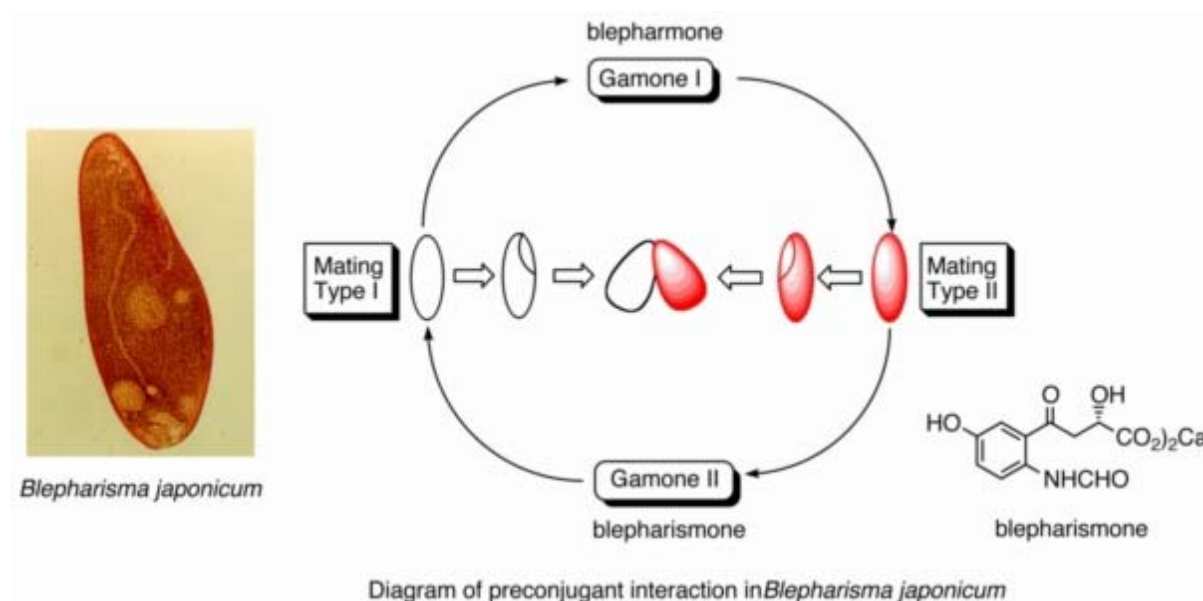 blepharmone
Gamone I
Mating
Type I
Mating
Type II
Blepharisma japonicum
Gamone II
blepharismone
O
OH
HO
CO₂)₂Ca
NHCHO
blepharismone
Diagram of preconjugant interaction inBlepharisma japonicum